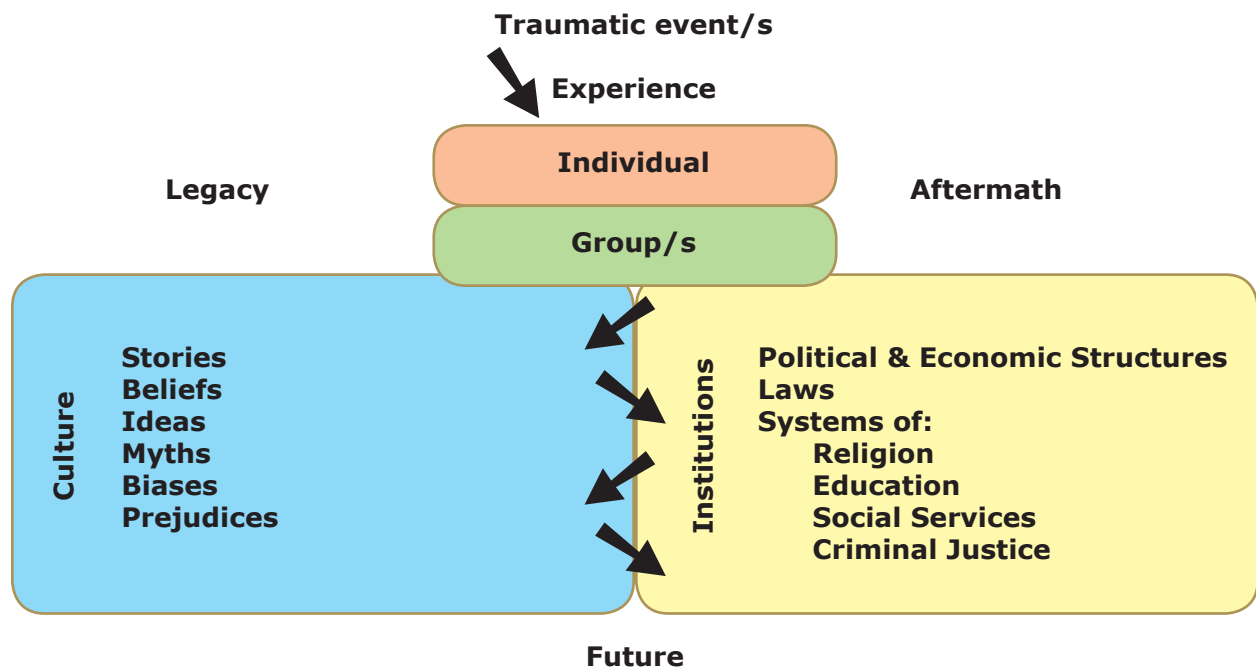 Traumatic event/s
Experience
Individual
Legacy
Aftermath
Group/s
Culture
Stories
Beliefs
Ideas
Myths
Biases
Prejudices
Institutions
Political & Economic Structures
Laws
Systems of:
Religion
Education
Social Services
Criminal Justice
Future